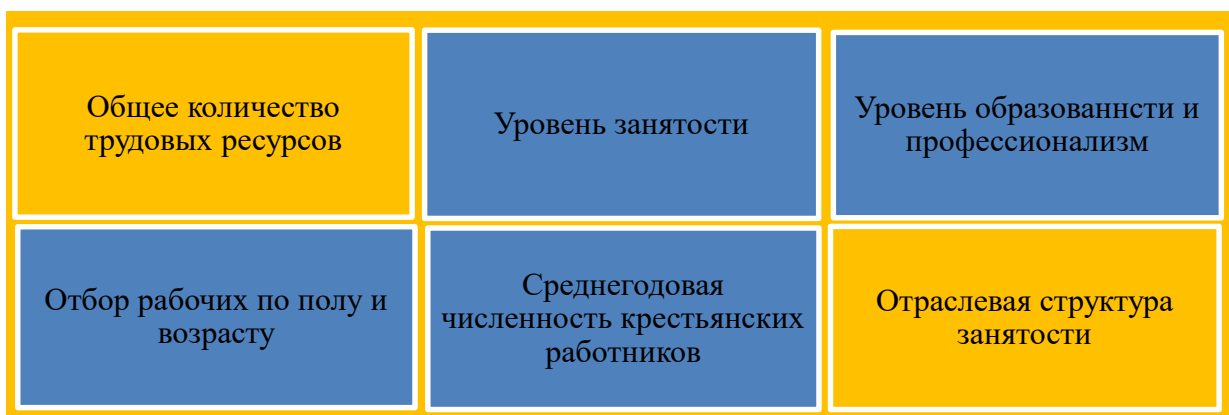 Общее количество
трудовых ресурсов
Уровень занятости
Уровень образованнсти и
профессионализм
Отбор рабочих по полу и
возрасту
Среднегодовая
численность крестьянских
работников
Отраслевая структура
занятости